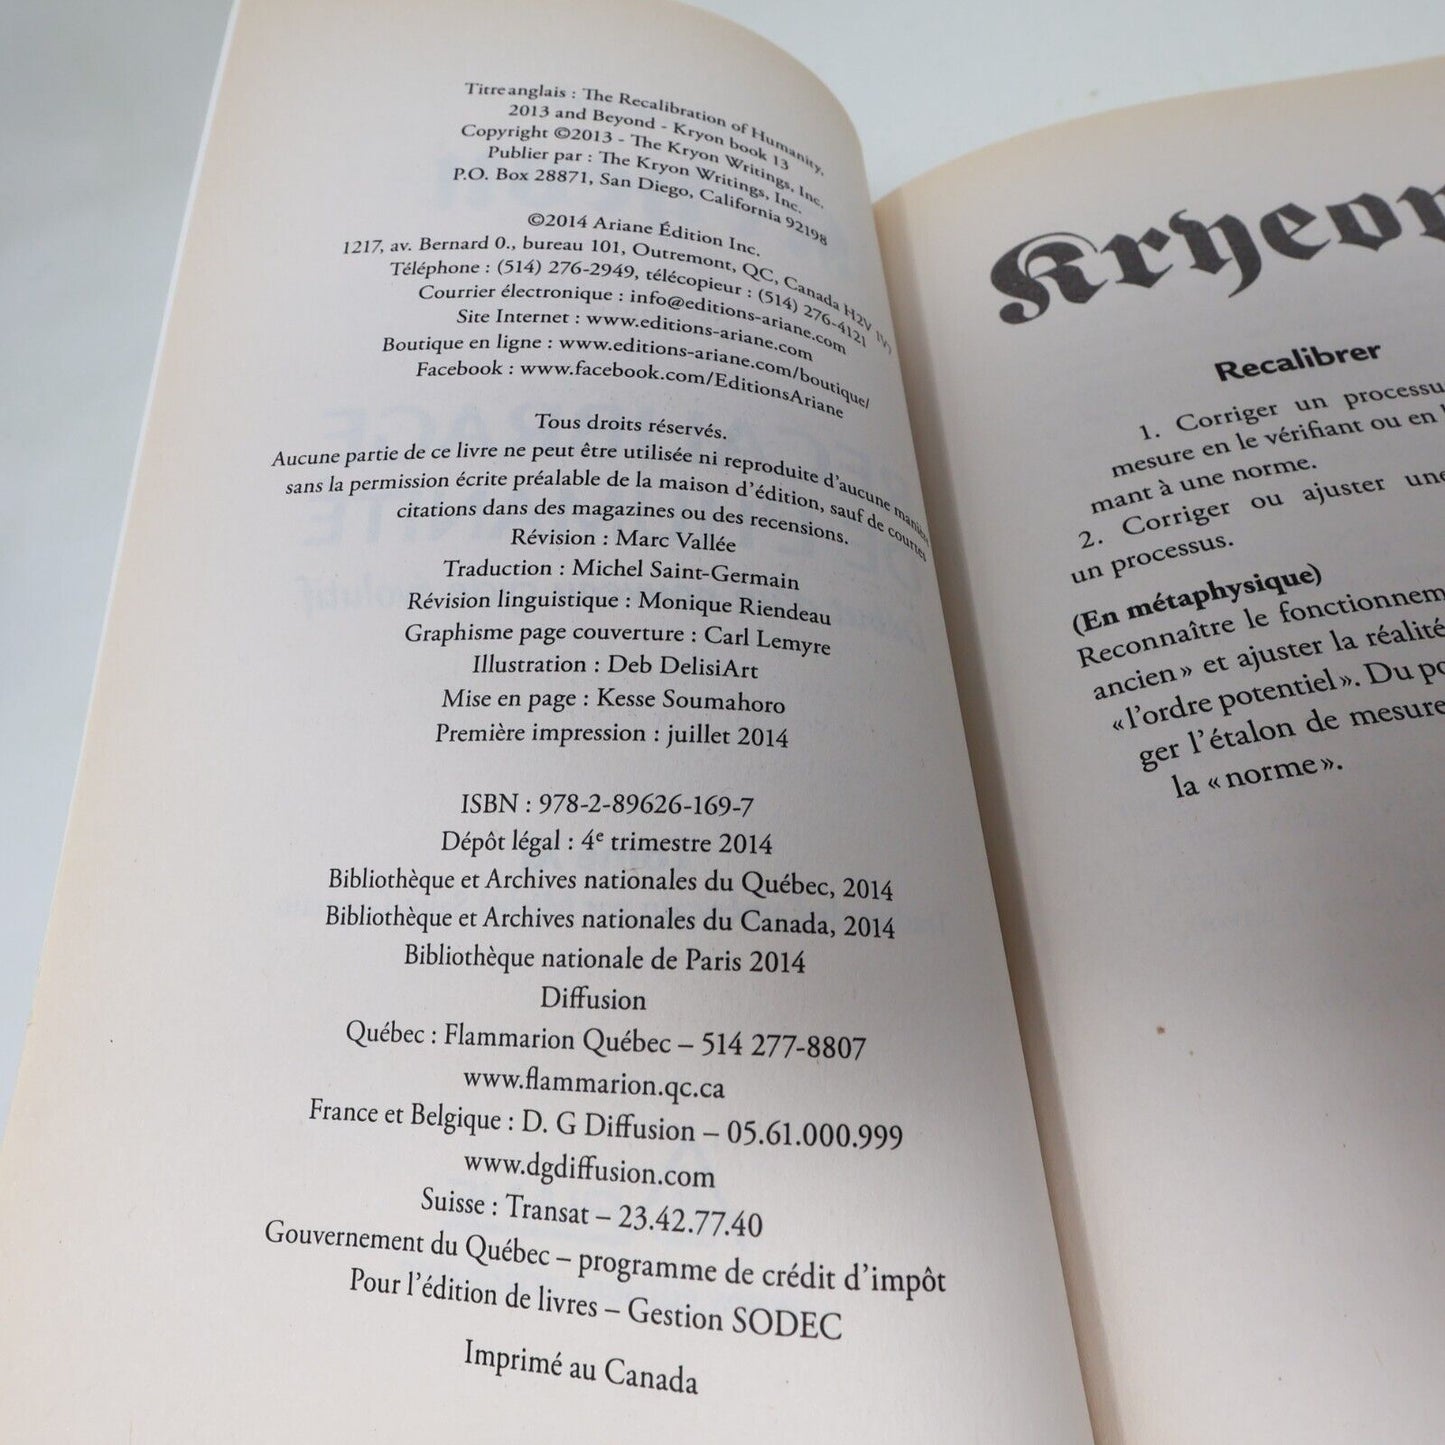 Titre anglais : The Recalibration of Humanity,
2013 and Beyond - Kryon book 13
Copyright ©2013 - The Kryon Writings, Inc.
Publier par : The Kryon Writings, Inc.
P.O. Box 28871, San Diego, California 92198
©2014 Ariane Édition Inc.
1217, av. Bernard 0., bureau 101, Outremont, QC, Canada H2V 1V7
Téléphone : (514) 276-2949, télécopieur : (514) 276-4121
Courrier électronique : info@editions-ariane.com
Site Internet : www.editions-ariane.com
Boutique en ligne : www.editions-ariane.com/boutique/
Facebook : www.facebook.com/EditionsAriane
Tous droits réservés.
Aucune partie de ce livre ne peut être utilisée ni reproduite d'aucune manière
sans la permission écrite préalable de la maison d'édition, sauf de courtes
citations dans des magazines ou des recensions.
Révision : Marc Vallée
Traduction : Michel Saint-Germain
Révision linguistique : Monique Riendeau
Graphisme page couverture : Carl Lemyre
Illustration : Deb DelisiArt
Mise en page : Kesse Soumahoro
Première impression : juillet 2014
ISBN : 978-2-89626-169-7
Dépôt légal : 4e trimestre 2014
Bibliothèque et Archives nationales du Québec, 2014
Bibliothèque et Archives nationales du Canada, 2014
Bibliothèque nationale de Paris 2014
Diffusion
Québec : Flammarion Québec – 514 277-8807
www.flammarion.qc.ca
France et Belgique : D. G Diffusion – 05.61.000.999
www.dgdiffusion.com
Suisse : Transat – 23.42.77.40
Gouvernement du Québec – programme de crédit d'impôt
Pour l'édition de livres – Gestion SODEC
Imprimé au Canada
Kryeon
Recalibrer
1. Corriger un processu
mesure en le vérifiant ou en l
mant à une norme.
2. Corriger ou ajuster une
un processus.
(En métaphysique)
Reconnaître le fonctionnem
ancien» et ajuster la réalité
«l'ordre potentiel». Du po
ger l'étalon de mesure
la «norme».